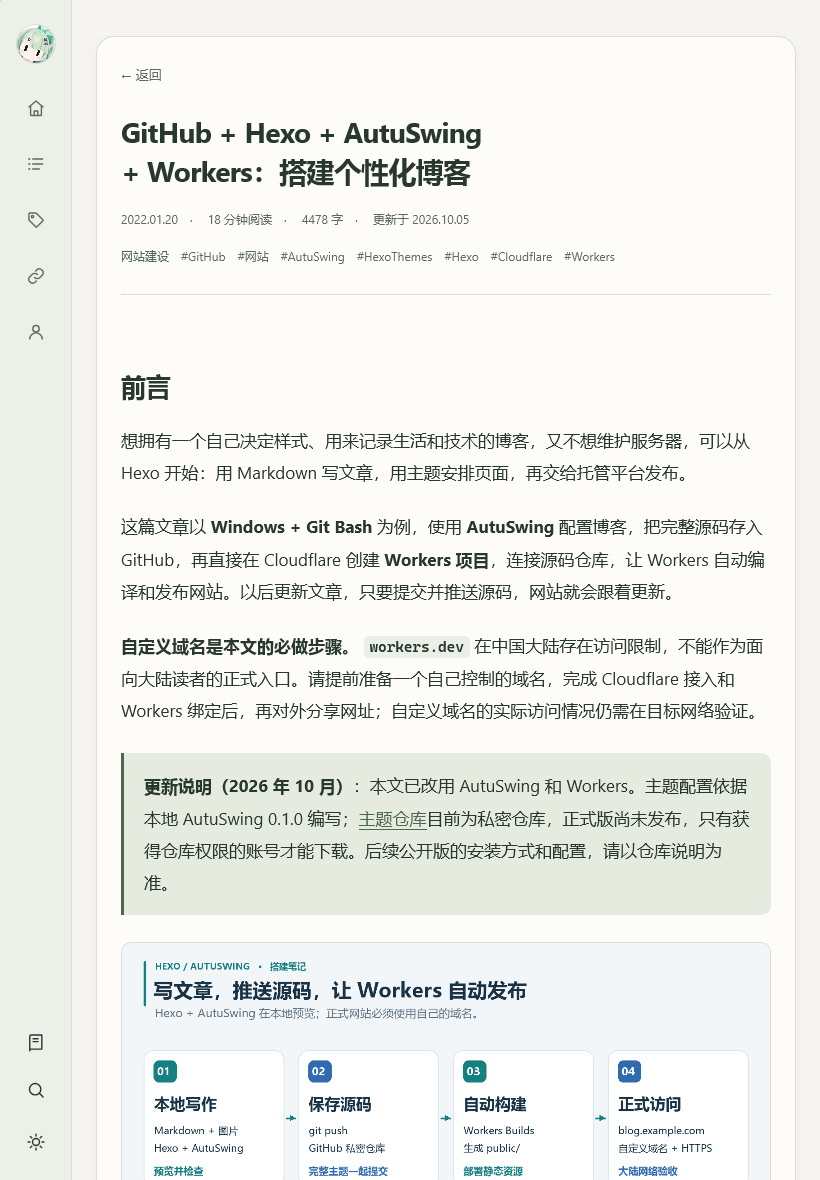 ← 返回
GitHub + Hexo + AutuSwing
+ Workers：搭建个性化博客
2022.01.20 · 18 分钟阅读 · 4478 字 · 更新于 2026.10.05
网站建设 #GitHub #网站 #AutuSwing #HexoThemes #Hexo #Cloudflare #Workers
前言
想拥有一个自己决定样式、用来记录生活和技术的博客，又不想维护服务器，可以从
Hexo 开始：用 Markdown 写文章，用主题安排页面，再交给托管平台发布。
这篇文章以 Windows + Git Bash 为例，使用 AutuSwing 配置博客，把完整源码存入
GitHub，再直接在 Cloudflare 创建 Workers 项目，连接源码仓库，让 Workers 自动编
译和发布网站。以后更新文章，只要提交并推送源码，网站就会跟着更新。
自定义域名是本文的必做步骤。 workers.dev 在中国大陆存在访问限制，不能作为面
向大陆读者的正式入口。请提前准备一个自己控制的域名，完成 Cloudflare 接入和
Workers 绑定后，再对外分享网址；自定义域名的实际访问情况仍需在目标网络验证。
更新说明（2026 年 10 月）：本文已改用 AutuSwing 和 Workers。主题配置依据
本地 AutuSwing 0.1.0 编写；主题仓库目前为私密仓库，正式版尚未发布，只有获
得仓库权限的账号才能下载。后续公开版的安装方式和配置，请以仓库说明为
准。
HEXO / AUTUSWING · 搭建笔记
写文章，推送源码，让 Workers 自动发布
Hexo + AutuSwing 在本地预览；正式网站必须使用自己的域名。
01
本地写作
Markdown + 图片
Hexo + AutuSwing
预览并检查
02
保存源码
git push
GitHub 私密仓库
完整主题一起提交
03
自动构建
Workers Builds
生成 public/
部署静态资源
04
正式访问
blog.example.com
自定义域名 + HTTPS
大陆网络验收